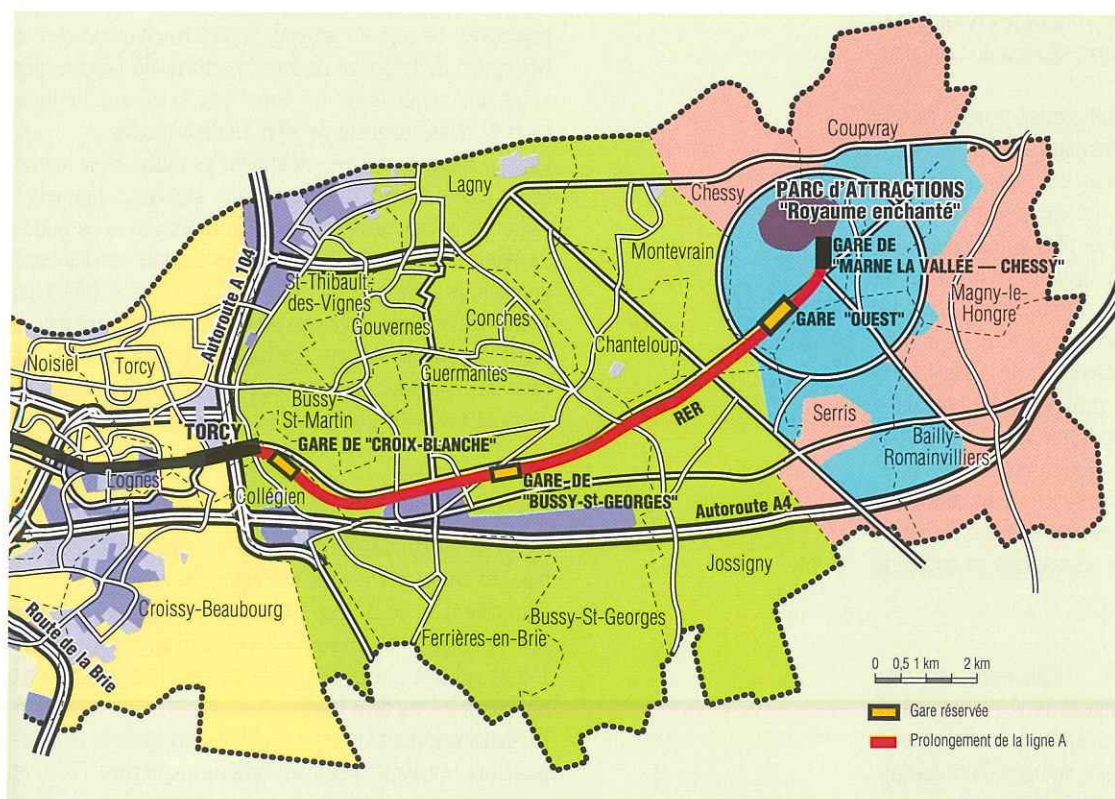 Coupvray
Lagny
Chessy
PARC d'ATTRACTIONS
"Royaume enchanté"
Montevrain
GARE DE
"MARNE LA VALLÉE — CHESSY"
Autoroute A 104
St-Thibault-
des-Vignes
Gouvernes
Conches
Magny-le-
Hongre
GARE "OUEST"
Chanteloup
Noisiel
Torcy
Guermantes
Bussy-
St-Martin
RER
Serris
TORCY
GARE DE "CROIX-BLANCHE"
Bailly-
Romainvilliers
Lognes
Collégien
GARE DE
"BUSSY-St-GEORGES"
Autoroute A4
Jossigny
Croissy-Beaubourg
Bussy-St-Georges
Ferrières-en-Brie
Route de la Brie
0 0,5 1 km 2 km
Gare réservée
Prolongement de la ligne A